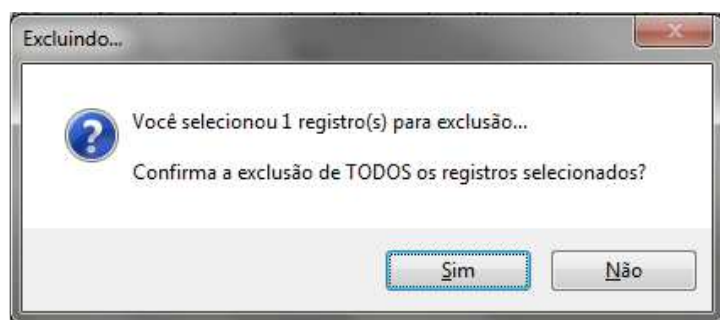 Excluindo...
Você selecionou 1 registro(s) para exclusão...
Confirma a exclusão de TODOS os registros selecionados?
Sim
Não